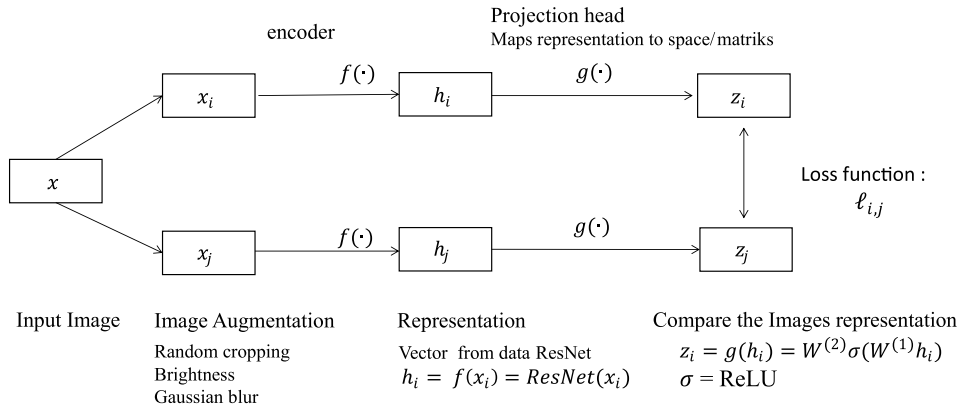 Projection head
encoder
Maps representation to space/matriks
f(·)
g(·)
x_i
h_i
z_i
x
Loss function :
ℓ_{i,j}
f(·)
g(·)
x_j
h_j
z_j
Input Image
Image Augmentation
Random cropping
Brightness
Gaussian blur
Representation
Vector from data ResNet
h_i = f(x_i) = ResNet(x_i)
Compare the Images representation
z_i = g(h_i) = W^{(2)}σ(W^{(1)}h_i)
σ = ReLU